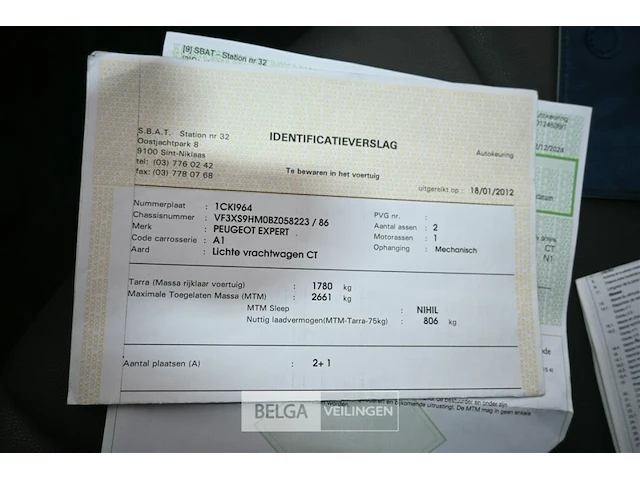 [9] SBAT - Station nr 32
Autokeuring
S.B.A.T. Station nr 32
Oostjachtpark 8
9100 Sint-Niklaas
tel: (03) 776 02 42
fax: (03) 778 07 68
IDENTIFICATIEVERSLAG
Autokeuring
Te bewaren in het voertuig
uitgereikt op : 18/01/2012
Nummerplaat : 1CKI964
Chassisnummer : VF3XS9HM0BZ058223 / 86
Merk : PEUGEOT EXPERT
Code carrosserie : A1
Aard : Lichte vrachtwagen CT
PVG nr. :
Aantal assen : 2
Motorassen : 1
Ophanging : Mechanisch
CT
N1
Tarra (Massa rijklaar voertuig) : 1780 kg
Maximale Toegelaten Massa (MTM) : 2661 kg
MTM Sleep : NIHIL
Nuttig laadvermogen(MTM-Tarra-75kg) : 806 kg
Aantal plaatsen (A) : 2+ 1
BELGA VEILINGEN